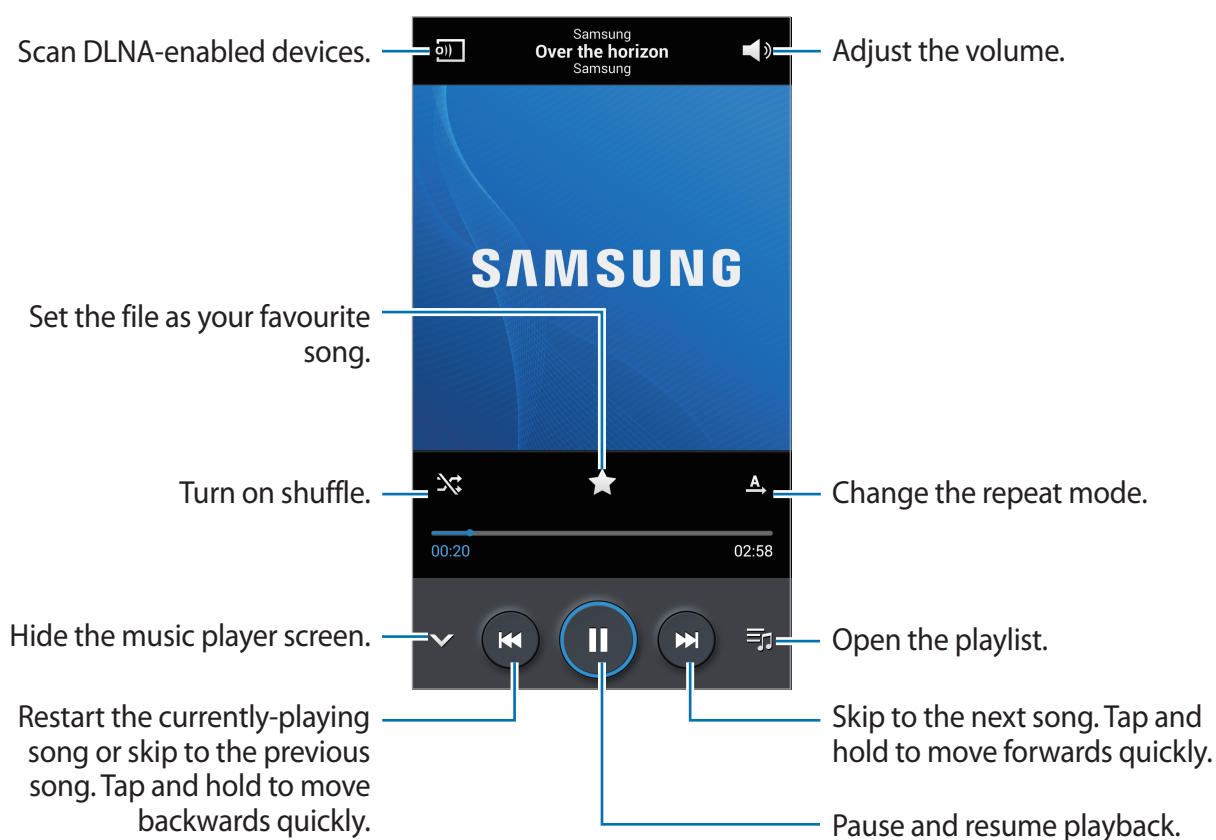 Scan DLNA-enabled devices.
Samsung
Over the horizon
Samsung
Adjust the volume.
SAMSUNG
Set the file as your favourite
song.
Turn on shuffle.
A
Change the repeat mode.
00:20
02:58
Hide the music player screen.
Open the playlist.
Restart the currently-playing
song or skip to the previous
song. Tap and hold to move
backwards quickly.
Skip to the next song. Tap and
hold to move forwards quickly.
Pause and resume playback.